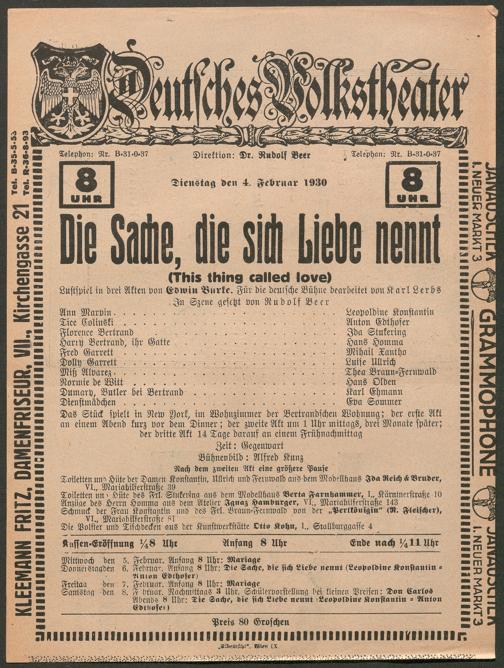 Deutsches Volkstheater
Telephon: Nr. B-31-0-37 Direktion: Dr. Rudolf Beer Telephon: Nr. B-31-0-37
8 UHR
Dienstag den 4. Februar 1930
8 UHR
Die Sache, die sich Liebe nennt
(This thing called love)
Lustspiel in drei Akten von Edwin Burke. Für die deutsche Bühne bearbeitet von Karl Lerbs
In Szene gesetzt von Rudolf Beer
Ann Marvin Leopoldine Konstantin
Tice Colinski Anton Edthofer
Florence Bertrand Ida Stukering
Harry Bertrand, ihr Gatte Hans Homma
Fred Garrett Mihail Xantho
Dolly Garrett Luise Ullrich
Miß Alvarez Thea Braun-Fernwald
Normie de Witt Hans Olden
Dumary, Butler bei Bertrand Karl Ehmann
Dienstmädchen Eva Sommer
Das Stück spielt in New York, im Wohnzimmer der Bertrandschen Wohnung; der erste Akt
an einem Abend kurz vor dem Dinner; der zweite Akt um 1 Uhr mittags, drei Monate später;
der dritte Akt 14 Tage darauf an einem Frühnachmittag
Zeit: Gegenwart
Bühnenbild: Alfred Kunz
Nach dem zweiten Akt eine größere Pause
Toiletten und Hüte der Damen Konstantin, Ullrich und Fernwald aus dem Modellhaus Ida Reich & Bruder,
VI., Mariahilferstraße 39
Toiletten und Hüte des Frl. Stukering aus dem Modellhaus Berta Farnhammer, I., Kärntnerstraße 10
Anzüge des Herrn Homma aus dem Atelier Ignaz Hamburger, VI., Mariahilferstraße 143
Schmuck der Frau Konstantin und des Frl. Braun-Fernwald von der „Perlkönigin" (R. Fleischer),
VI., Mariahilferstraße 81
Die Polster und Tischdecken aus der Kunstwerkstätte Otto Kohn, I., Stallburggasse 4
Kassen-Eröffnung ¼8 Uhr Anfang 8 Uhr Ende nach ¼11 Uhr
Mittwoch den 5. Februar. Anfang 8 Uhr: Mariage
Donnerstag den 6. Februar. Anfang 8 Uhr: Die Sache, die sich Liebe nennt (Leopoldine Konstantin =
Anton Edthofer)
Freitag den 7. Februar. Anfang 8 Uhr: Mariage
Samstag den 8. Februar. Nachmittags 3 Uhr, Schülervorstellung bei kleinen Preisen: Don Carlos
Abends 8 Uhr: Die Sache, die sich Liebe nennt (Leopoldine Konstantin = Anton
Edthofer)
Preis 80 Groschen
KLEEMANN FRITZ, DAMENFRISEUR, VII., Kirchengasse 21
Tel. B-35-5-53
Tel. R-36-8-93
I. NEUER MARKT 3
GRAMMOPHONE
I. NEUER MARKT 3